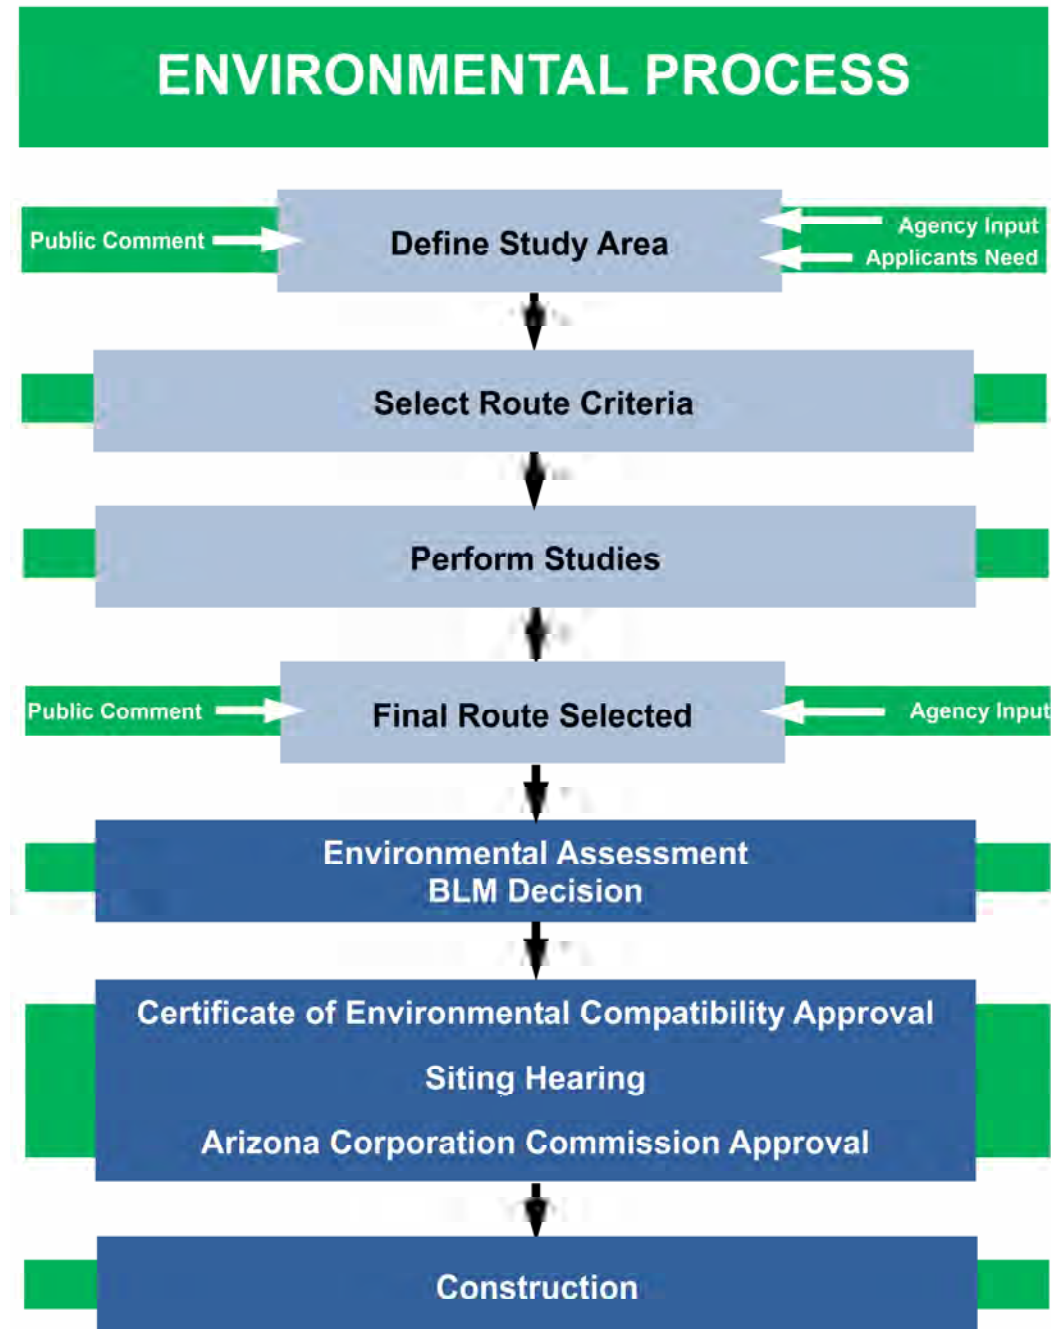 ENVIRONMENTAL PROCESS
Public Comment
Define Study Area
Agency Input
Applicants Need
Select Route Criteria
Perform Studies
Public Comment
Final Route Selected
Agency Input
Environmental Assessment
BLM Decision
Certificate of Environmental Compatibility Approval
Siting Hearing
Arizona Corporation Commission Approval
Construction